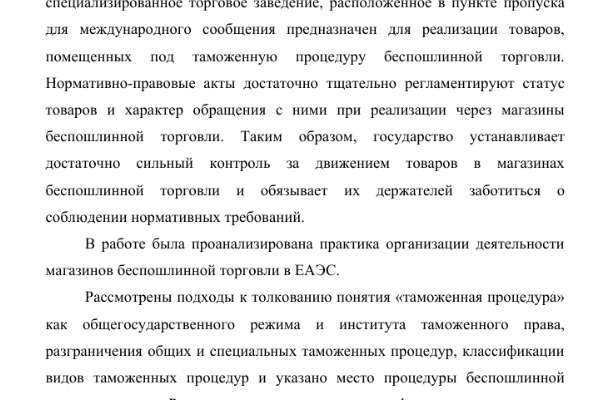 специализированное торговое заведение, расположенное в пункте пропуска
для международного сообщения предназначен для реализации товаров,
помещенных под таможенную процедуру беспошлинной торговли.
Нормативно-правовые акты достаточно тщательно регламентируют статус
товаров и характер обращения с ними при реализации через магазины
беспошлинной торговли. Таким образом, государство устанавливает
достаточно сильный контроль за движением товаров в магазинах
беспошлинной торговли и обязывает их держателей заботиться о
соблюдении нормативных требований.
В работе была проанализирована практика организации деятельности
магазинов беспошлинной торговли в ЕАЭС.
Рассмотрены подходы к толкованию понятия «таможенная процедура»
как общегосударственного режима и института таможенного права,
разграничения общих и специальных таможенных процедур, классификации
видов таможенных процедур и указано место процедуры беспошлинной